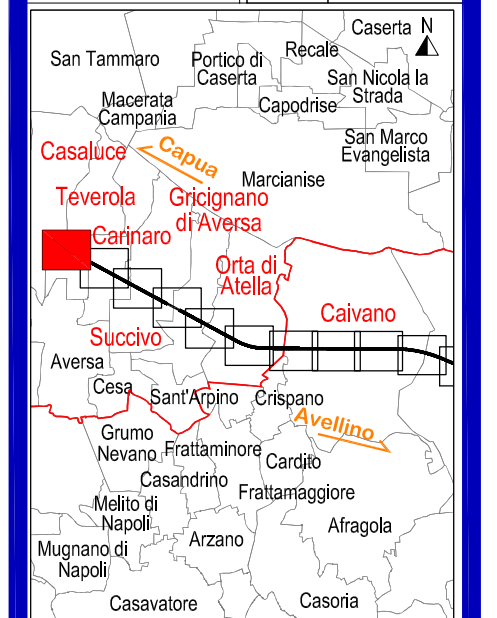 Caserta
N
Recale
San Tammaro
Portico di
Caserta
San Nicola la
Strada
Macerata
Campania
Capodrise
San Marco
Evangelista
Casaluce
Capua
Marcianise
Teverola
Gricignano
di Aversa
Carinaro
Orta di
Atella
Caivano
Succivo
Aversa
Cesa
Sant'Arpino
Crispano
Avellino
Grumo
Nevano
Frattaminore
Cardito
Casandrino
Frattamaggiore
Melito di
Napoli
Afragola
Arzano
Mugnano di
Napoli
Casavatore
Casoria